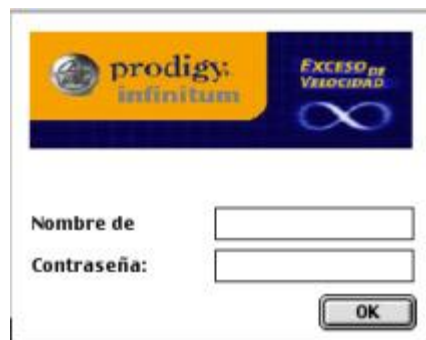 prodigy:
infinitum
EXCESO DE
VELOCIDAD
Nombre de
Contraseña:
OK